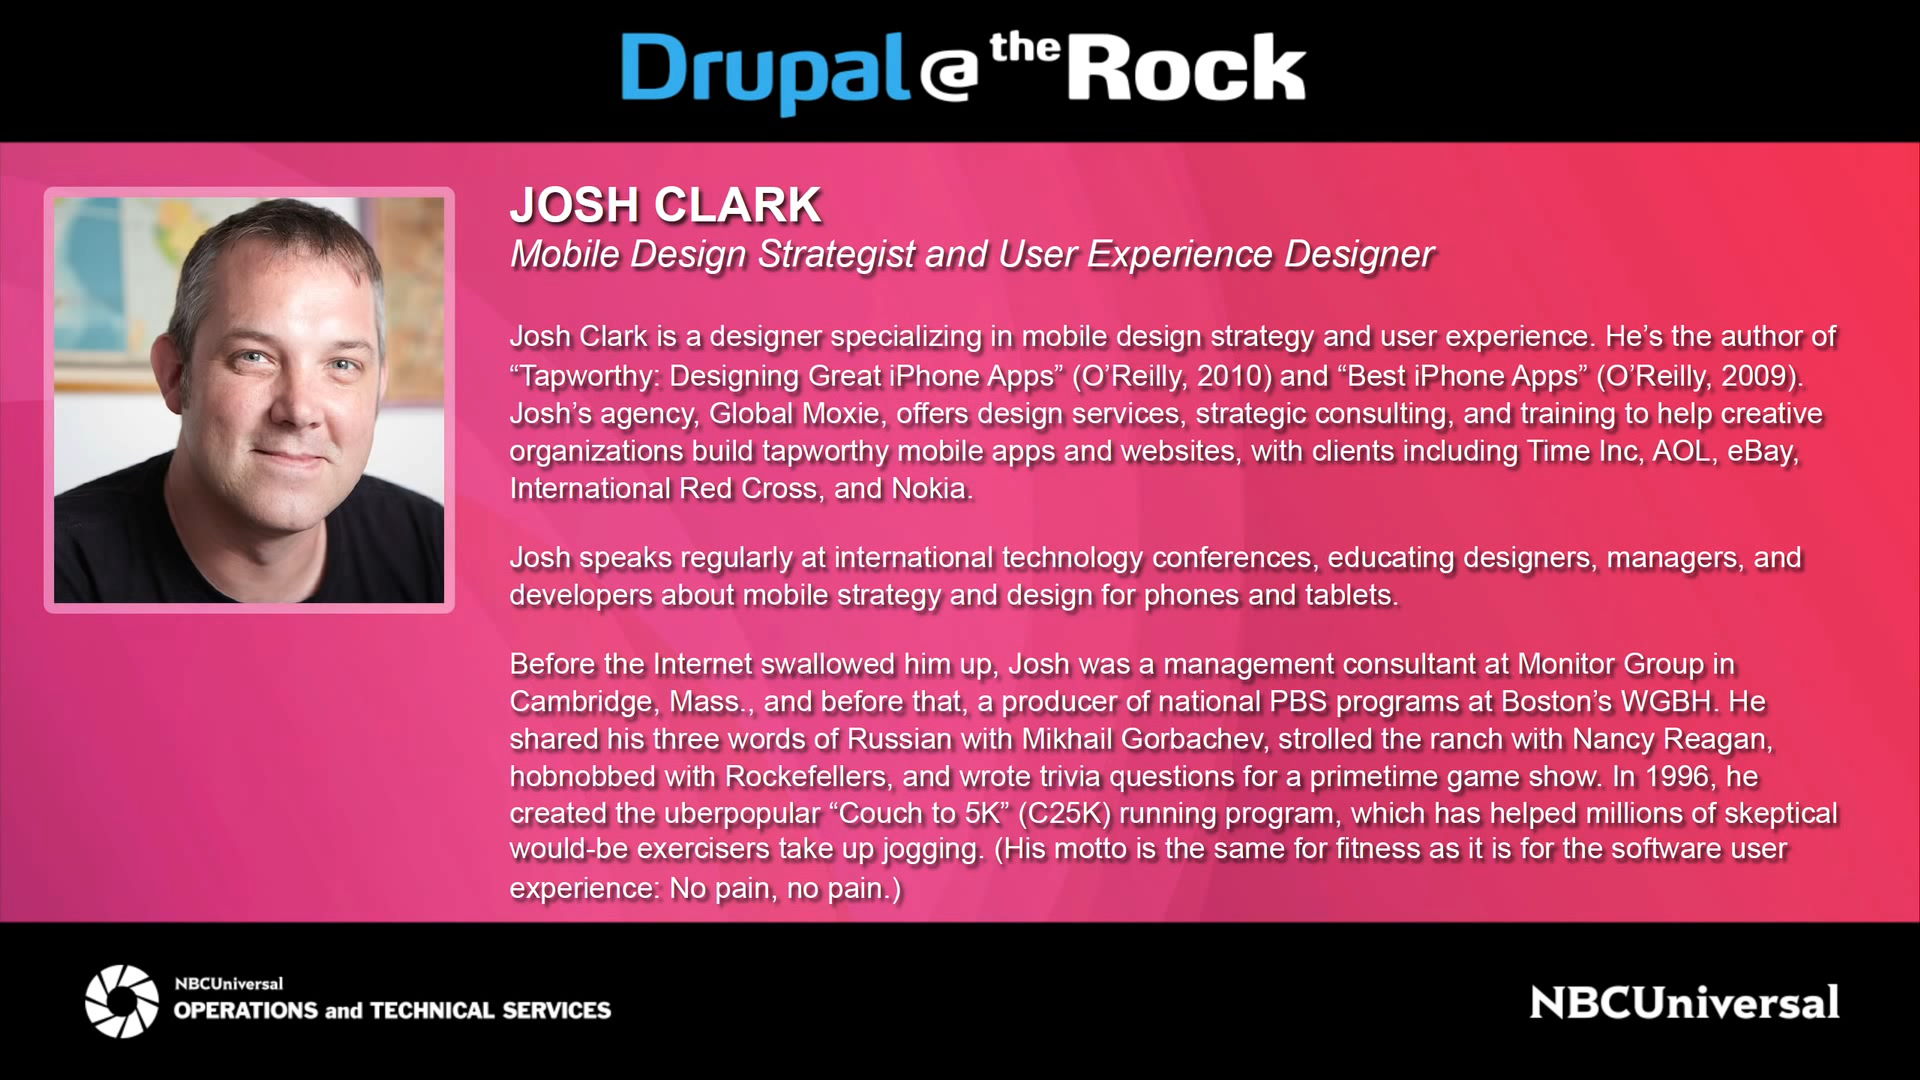 Drupal @ the Rock
JOSH CLARK
Mobile Design Strategist and User Experience Designer
Josh Clark is a designer specializing in mobile design strategy and user experience. He’s the author of
“Tapworthy: Designing Great iPhone Apps” (O’Reilly, 2010) and “Best iPhone Apps” (O’Reilly, 2009).
Josh’s agency, Global Moxie, offers design services, strategic consulting, and training to help creative
organizations build tapworthy mobile apps and websites, with clients including Time Inc, AOL, eBay,
International Red Cross, and Nokia.
Josh speaks regularly at international technology conferences, educating designers, managers, and
developers about mobile strategy and design for phones and tablets.
Before the Internet swallowed him up, Josh was a management consultant at Monitor Group in
Cambridge, Mass., and before that, a producer of national PBS programs at Boston’s WGBH. He
shared his three words of Russian with Mikhail Gorbachev, strolled the ranch with Nancy Reagan,
hobnobbed with Rockefellers, and wrote trivia questions for a primetime game show. In 1996, he
created the uberpopular “Couch to 5K” (C25K) running program, which has helped millions of skeptical
would-be exercisers take up jogging. (His motto is the same for fitness as it is for the software user
experience: No pain, no pain.)
NBCUniversal
OPERATIONS and TECHNICAL SERVICES
NBCUniversal